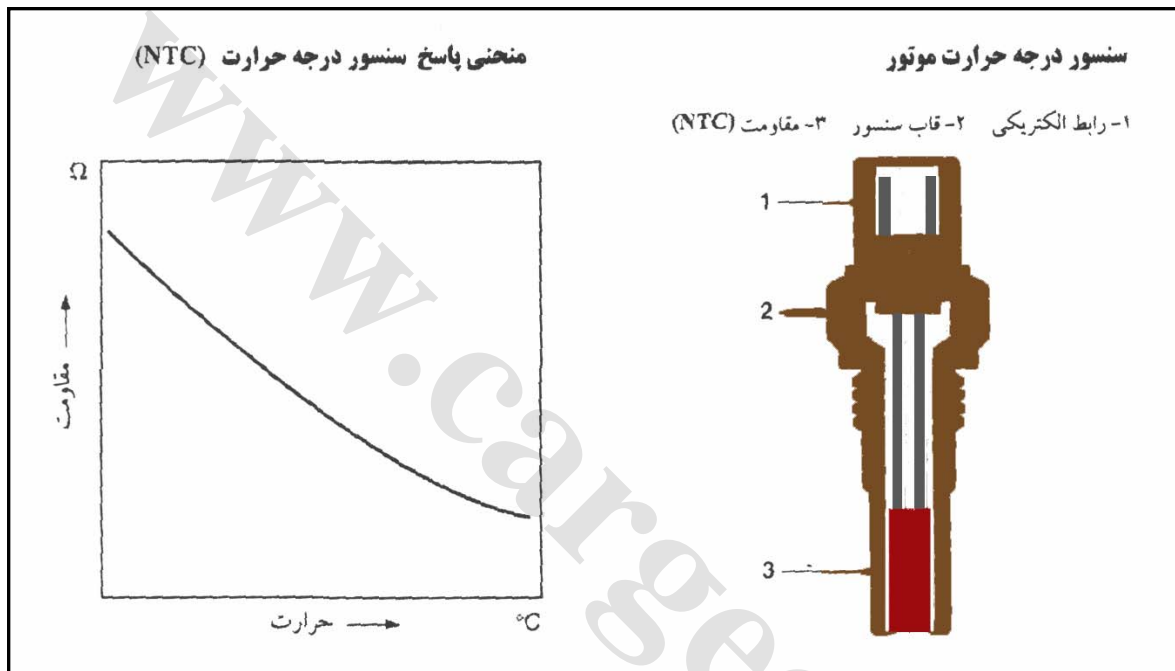 سنسور درجه حرارت موتور
۱- رابط الکتریکی ۲- قاب سنسور ۳- مقاومت (NTC)
1
2
3
منحنی پاسخ سنسور درجه حرارت (NTC)
Ω
مقاومت
حرارت
°C
www.carge